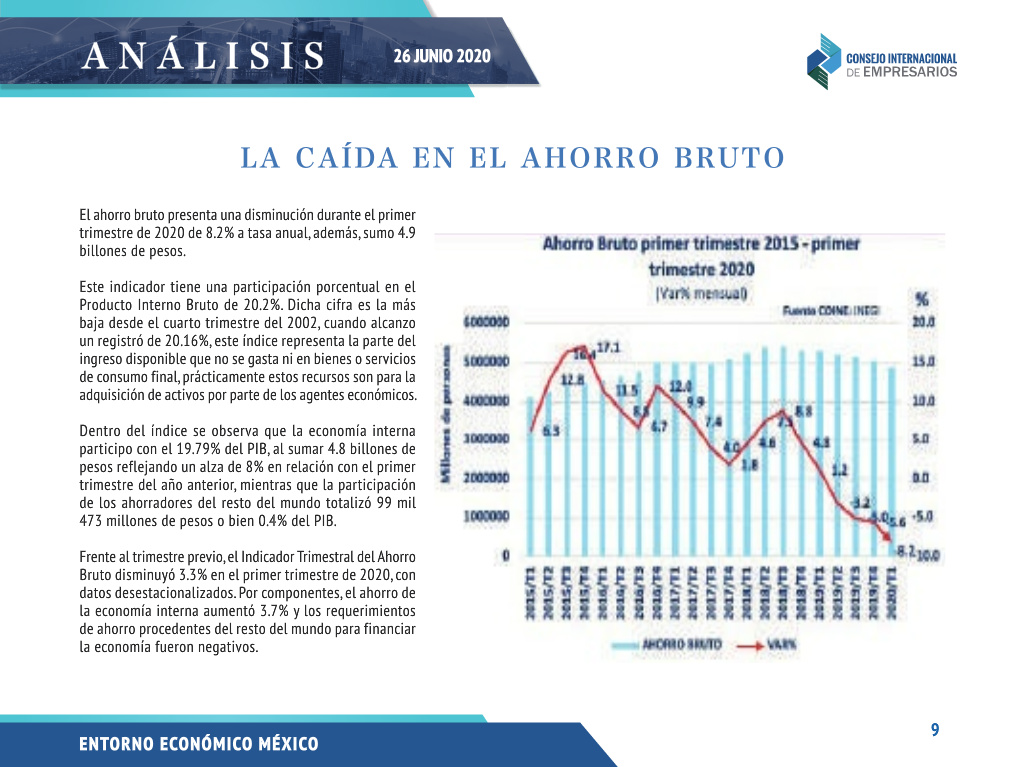 ANÁLISIS
26 JUNIO 2020
CONSEJO INTERNACIONAL
DE EMPRESARIOS
LA CAÍDA EN EL AHORRO BRUTO
El ahorro bruto presenta una disminución durante el primer
trimestre de 2020 de 8.2% a tasa anual, además, sumo 4.9
billones de pesos.
Este indicador tiene una participación porcentual en el
Producto Interno Bruto de 20.2%. Dicha cifra es la más
baja desde el cuarto trimestre del 2002, cuando alcanzo
un registró de 20.16%, este índice representa la parte del
ingreso disponible que no se gasta ni en bienes o servicios
de consumo final, prácticamente estos recursos son para la
adquisición de activos por parte de los agentes económicos.
Dentro del índice se observa que la economía interna
participo con el 19.79% del PIB, al sumar 4.8 billones de
pesos reflejando un alza de 8% en relación con el primer
trimestre del año anterior, mientras que la participación
de los ahorradores del resto del mundo totalizó 99 mil
473 millones de pesos o bien 0.4% del PIB.
Frente al trimestre previo, el Indicador Trimestral del Ahorro
Bruto disminuyó 3.3% en el primer trimestre de 2020, con
datos desestacionalizados. Por componentes, el ahorro de
la economía interna aumentó 3.7% y los requerimientos
de ahorro procedentes del resto del mundo para financiar
la economía fueron negativos.
Ahorro Bruto primer trimestre 2015 - primer
trimestre 2020
(Var% mensual)
Fuente COINE/INEGI
%
Millones de personas
6000000
5000000
4000000
3000000
2000000
1000000
0
20.0
15.0
10.0
5.0
0.0
-5.0
-10.0
6.3
12.8
16.4
17.1
11.5
8.8
6.7
12.0
9.9
7.4
4.0
1.8
4.6
7.5
8.8
4.8
1.2
-3.2
-5.0
-5.6
-8.2
2015/T1
2015/T2
2015/T3
2015/T4
2016/T1
2016/T2
2016/T3
2016/T4
2017/T1
2017/T2
2017/T3
2017/T4
2018/T1
2018/T2
2018/T3
2018/T4
2019/T1
2019/T2
2019/T3
2019/T4
2020/T1
AHORRO BRUTO
VAR%
ENTORNO ECONÓMICO MÉXICO
9